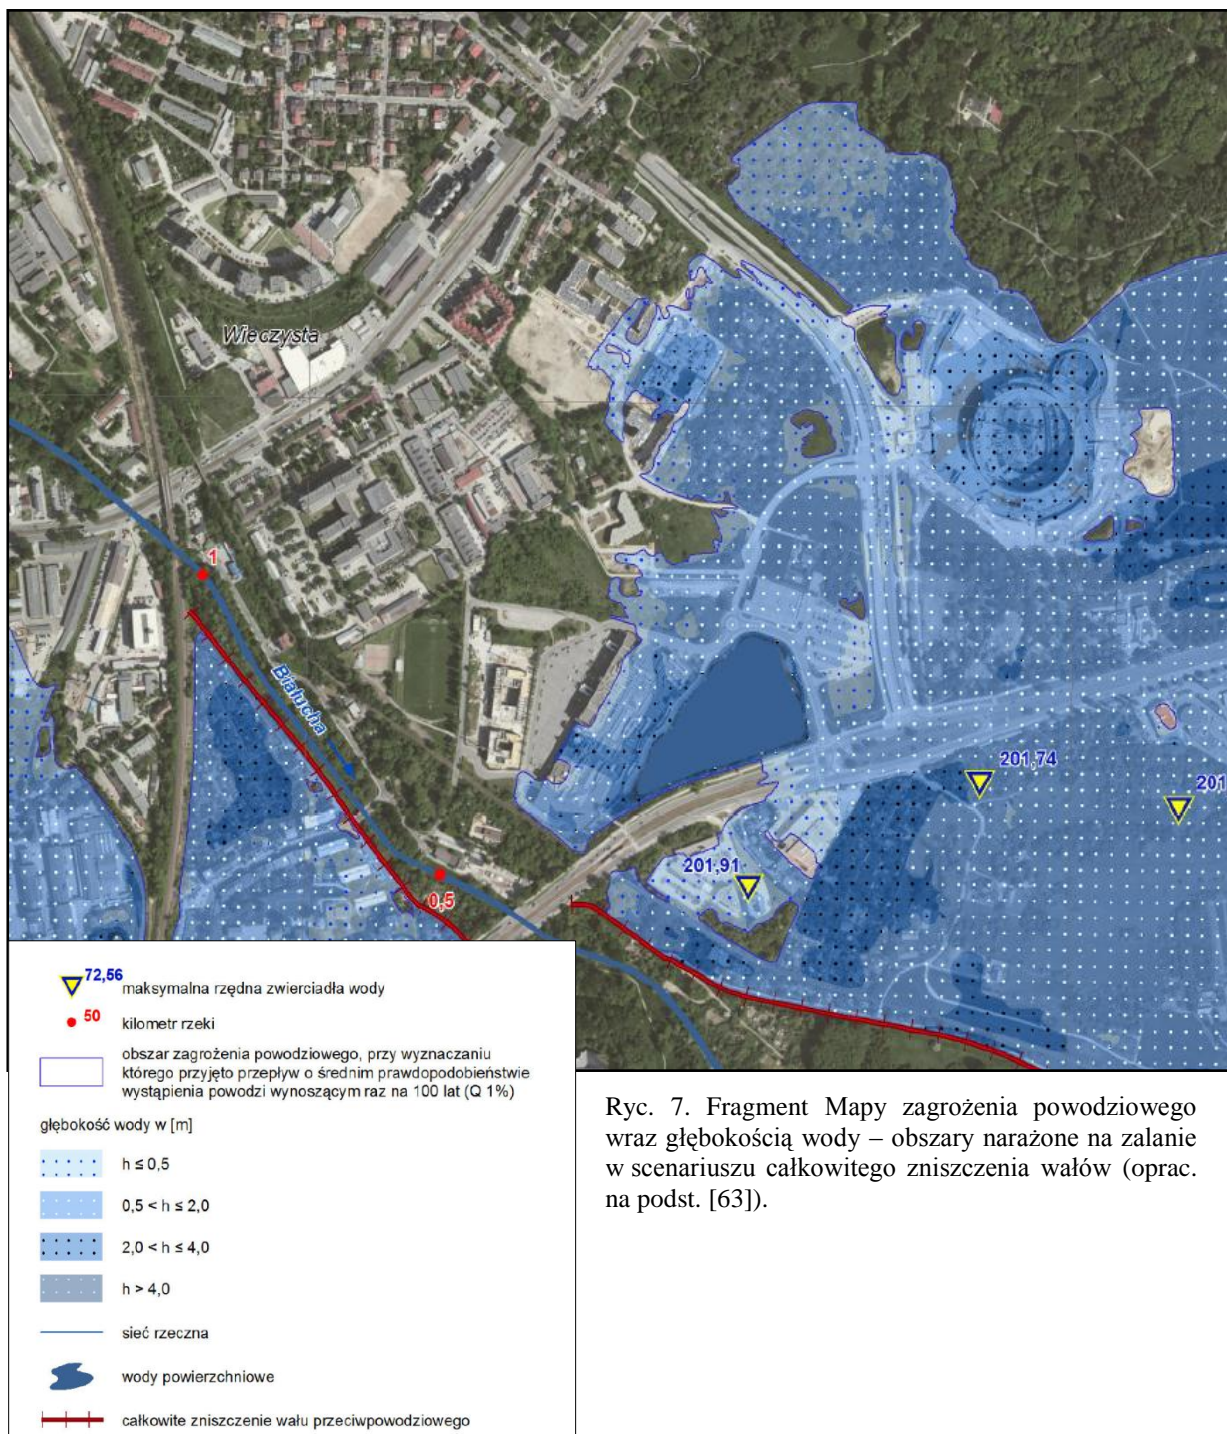 Wieczysta
1
Białucha
0,5
201,74
201
201,91
72,56
maksymalna rzędna zwierciadła wody
50
kilometr rzeki
obszar zagrożenia powodziowego, przy wyznaczaniu
którego przyjęto przepływ o średnim prawdopodobieństwie
wystąpienia powodzi wynoszącym raz na 100 lat (Q 1%)
głębokość wody w [m]
h ≤ 0,5
0,5 < h ≤ 2,0
2,0 < h ≤ 4,0
h > 4,0
sieć rzeczna
wody powierzchniowe
całkowite zniszczenie wału przeciwpowodziowego
Ryc. 7. Fragment Mapy zagrożenia powodziowego
wraz głębokością wody – obszary narażone na zalanie
w scenariuszu całkowitego zniszczenia wałów (oprac.
na podst. [63]).